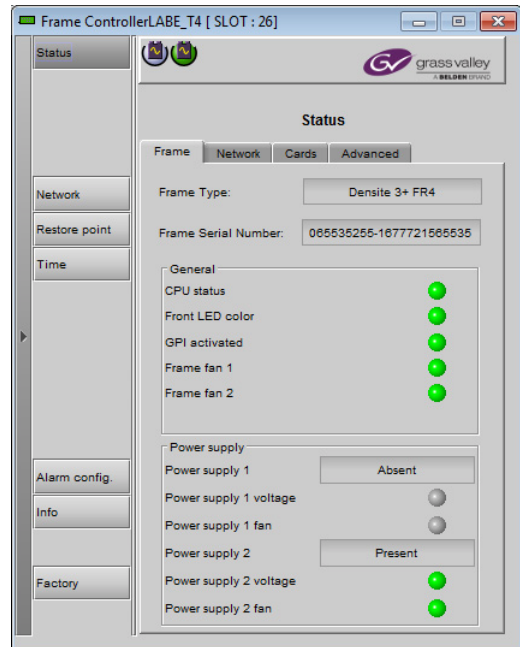 Frame ControllerLABE_T4 [ SLOT : 26]
Status
grass valley
A BELDEN BRAND
Status
Frame Network Cards Advanced
Network
Restore point
Time
Alarm config.
Info
Factory
Frame Type: Densite 3+ FR4
Frame Serial Number: 065535255-1677721565535
General
CPU status
Front LED color
GPI activated
Frame fan 1
Frame fan 2
Power supply
Power supply 1 Absent
Power supply 1 voltage
Power supply 1 fan
Power supply 2 Present
Power supply 2 voltage
Power supply 2 fan